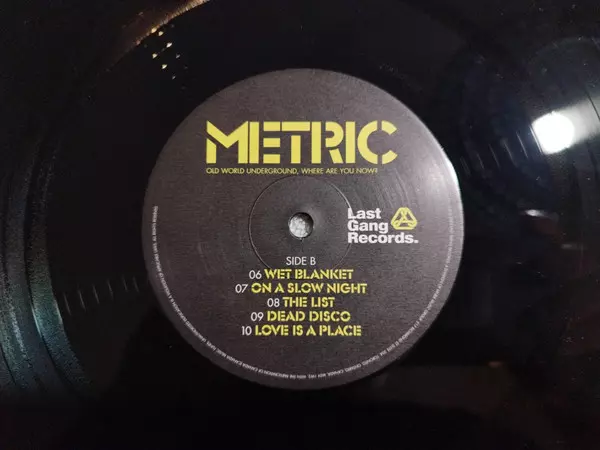 METRIC
OLD WORLD UNDERGROUND, WHERE ARE YOU NOW?
Last
Gang
Records.
SIDE B
06 WET BLANKET
07 ON A SLOW NIGHT
08 THE LIST
09 DEAD DISCO
10 LOVE IS A PLACE